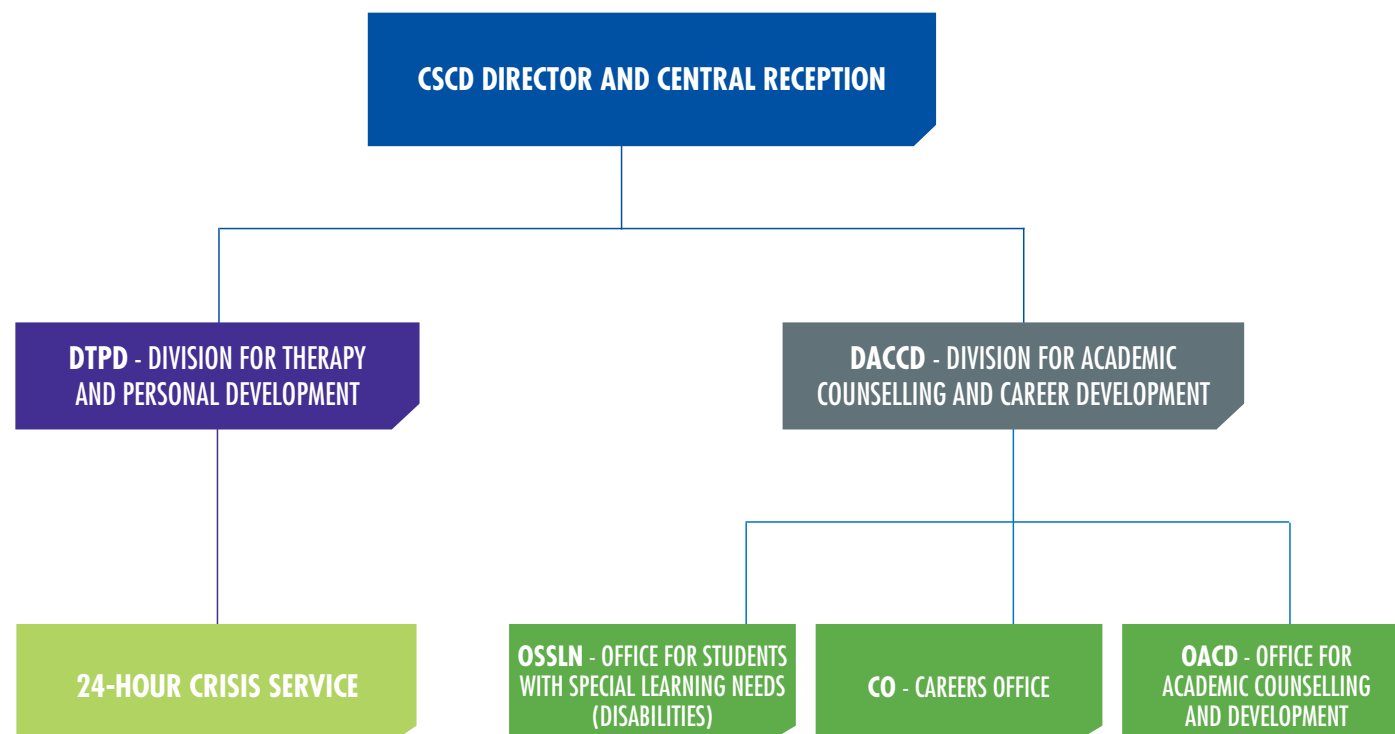 CSCD DIRECTOR AND CENTRAL RECEPTION
DTPD - DIVISION FOR THERAPY
AND PERSONAL DEVELOPMENT
DACCD - DIVISION FOR ACADEMIC
COUNSELLING AND CAREER DEVELOPMENT
24-HOUR CRISIS SERVICE
OSSLN - OFFICE FOR STUDENTS
WITH SPECIAL LEARNING NEEDS
(DISABILITIES)
CO - CAREERS OFFICE
OACD - OFFICE FOR
ACADEMIC COUNSELLING
AND DEVELOPMENT